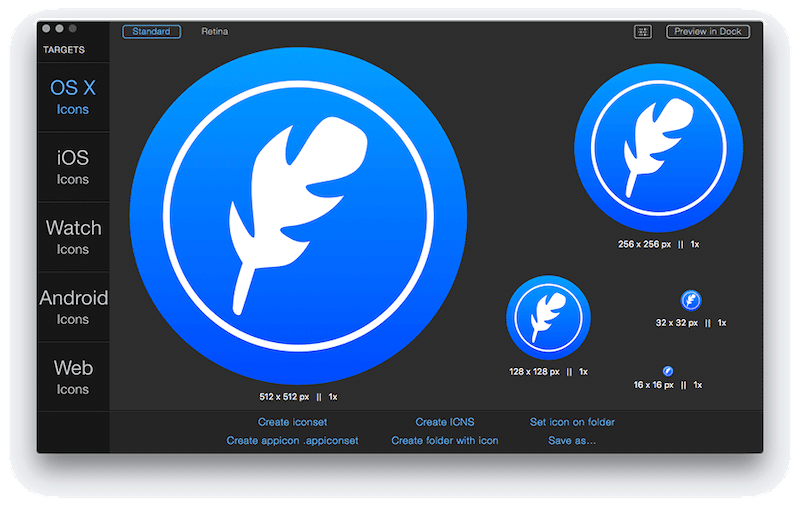 Standard
Retina
Preview in Dock
TARGETS
OS X
Icons
iOS
Icons
Watch
Icons
Android
Icons
Web
Icons
512 x 512 px || 1x
256 x 256 px || 1x
128 x 128 px || 1x
32 x 32 px || 1x
16 x 16 px || 1x
Create iconset
Create ICNS
Set icon on folder
Create appicon .appiconset
Create folder with icon
Save as...